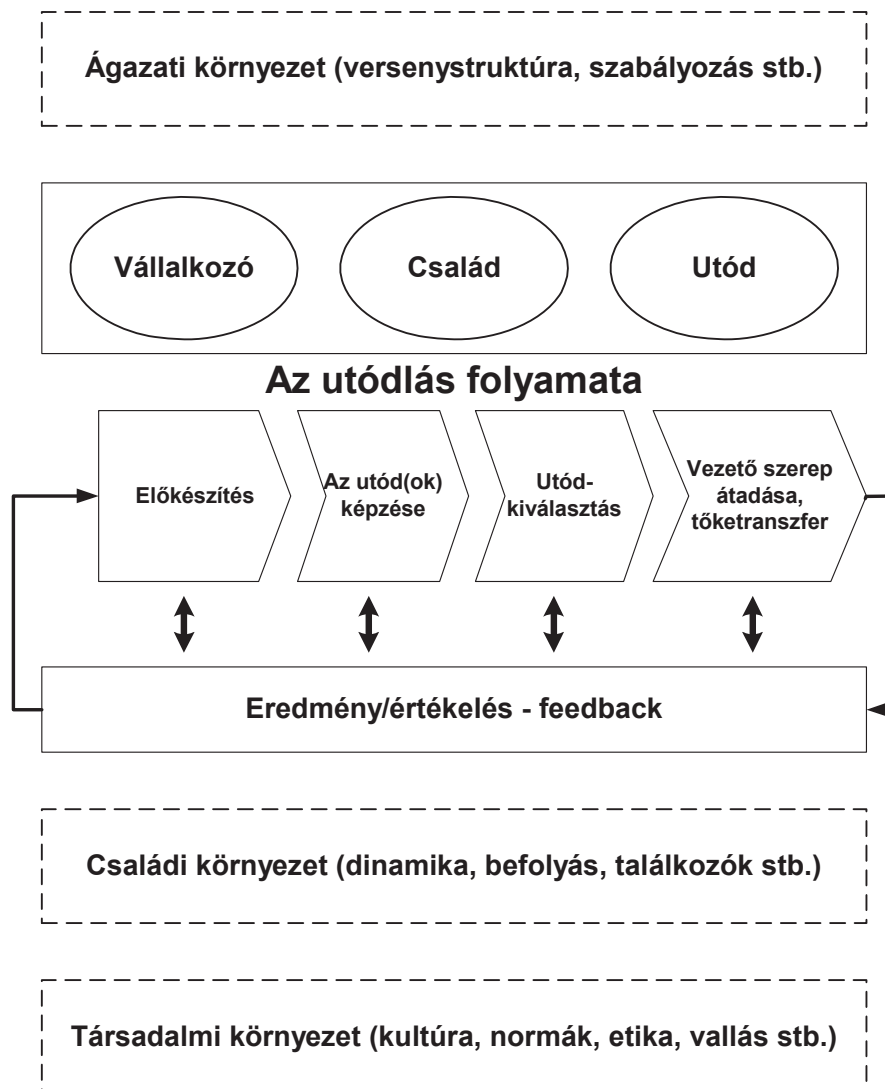 Ágazati környezet (versenystruktúra, szabályozás stb.)
Vállalkozó
Család
Utód
Az utódlás folyamata
Előkészítés
Az utód(ok)
képzése
Utód-
kiválasztás
Vezető szerep
átadása,
tőketranszfer
Eredmény/értékelés - feedback
Családi környezet (dinamika, befolyás, találkozók stb.)
Társadalmi környezet (kultúra, normák, etika, vallás stb.)